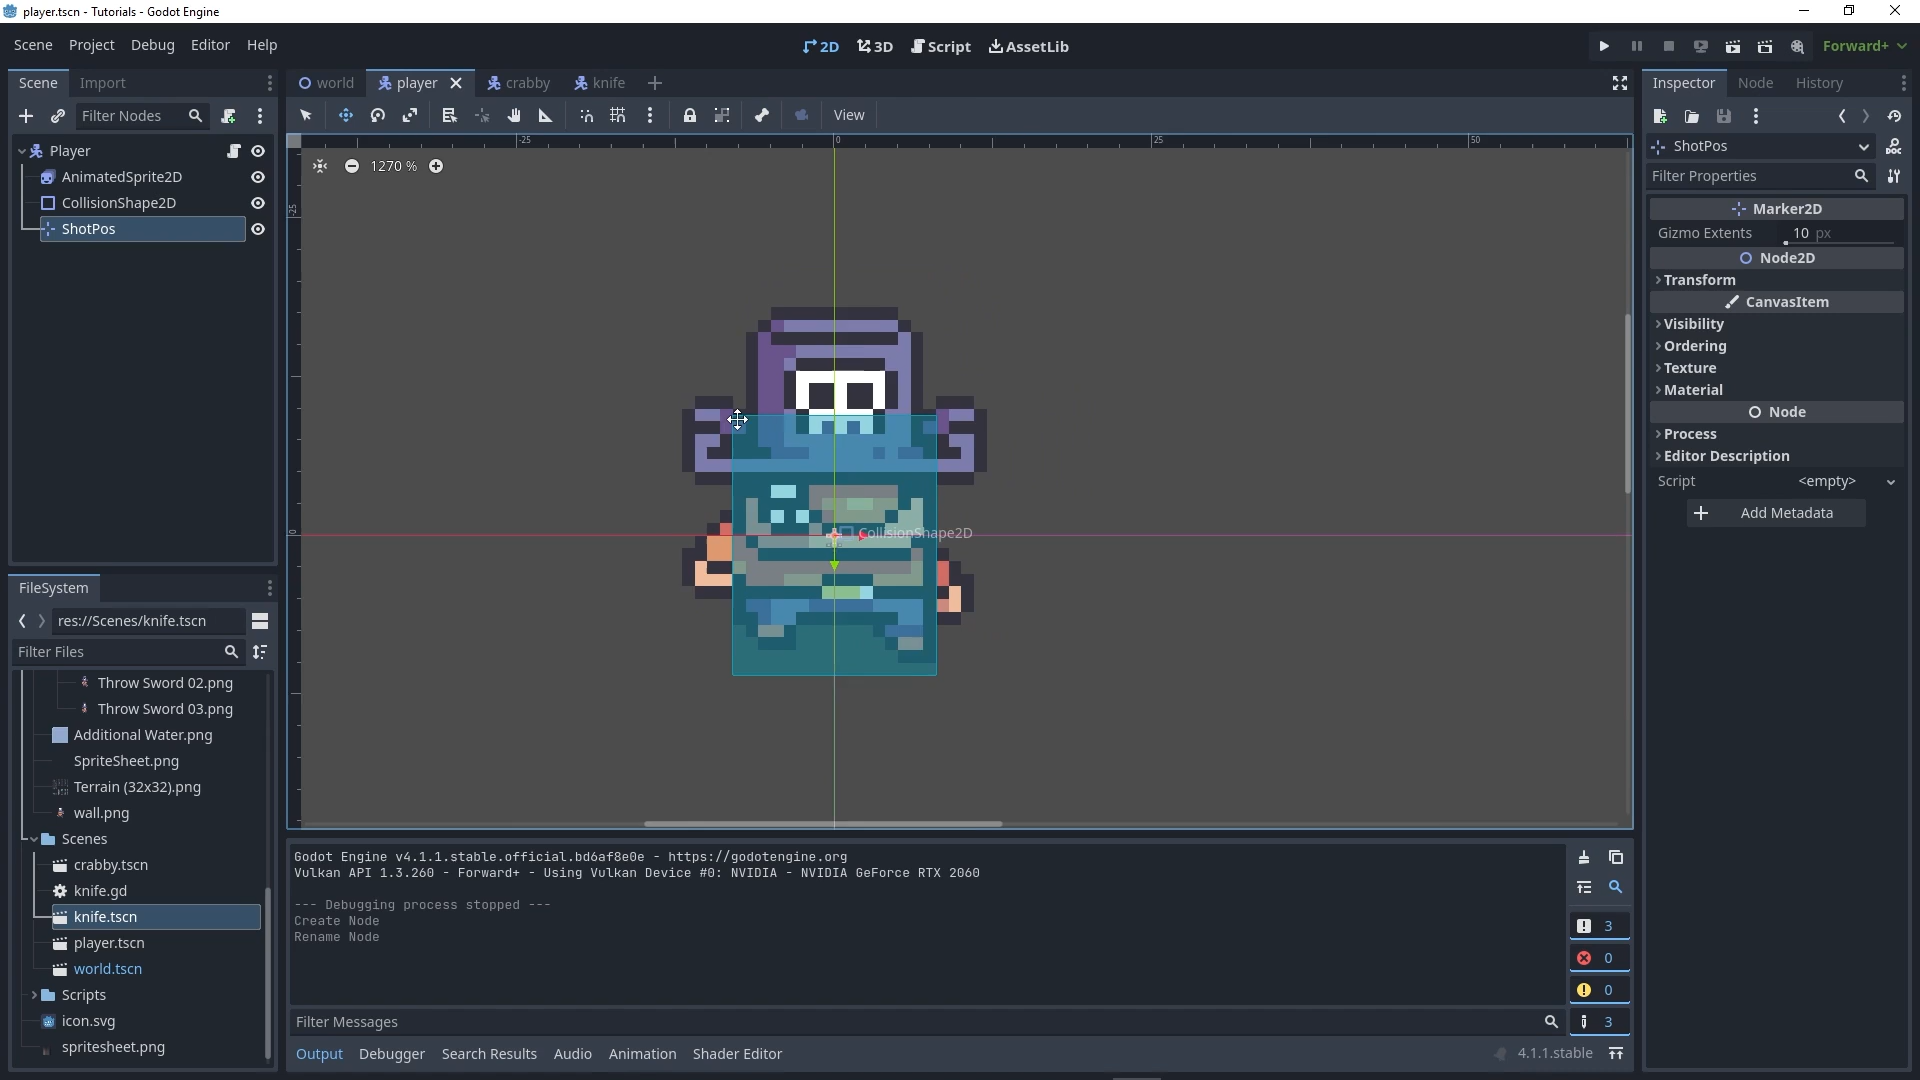 player.tscn - Tutorials - Godot Engine
Scene Project Debug Editor Help
2D 3D Script AssetLib
Forward+
Scene Import
Filter Nodes
Player
AnimatedSprite2D
CollisionShape2D
ShotPos
FileSystem
res://Scenes/knife.tscn
Filter Files
Throw Sword 02.png
Throw Sword 03.png
Additional Water.png
SpriteSheet.png
Terrain (32x32).png
wall.png
Scenes
crabby.tscn
knife.gd
knife.tscn
player.tscn
world.tscn
Scripts
icon.svg
spritesheet.png
world player crabby knife
View
-25 0 25 50
1270 %
-25
0
CollisionShape2D
Godot Engine v4.1.1.stable.official.bd6af8e0e - https://godotengine.org
Vulkan API 1.3.260 - Forward+ - Using Vulkan Device #0: NVIDIA - NVIDIA GeForce RTX 2060
--- Debugging process stopped ---
Create Node
Rename Node
3
0
0
3
Filter Messages
Output Debugger Search Results Audio Animation Shader Editor
4.1.1.stable
Inspector Node History
ShotPos
Filter Properties
Marker2D
Gizmo Extents 10 px
Node2D
Transform
CanvasItem
Visibility
Ordering
Texture
Material
Node
Process
Editor Description
Script <empty>
Add Metadata